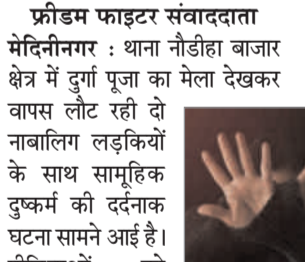 फ्रीडम फाइटर संवाददाता
मेदिनीनगर : थाना नौडीहा बाजार
क्षेत्र में दुर्गा पूजा का मेला देखकर
वापस लौट रही दो
नाबालिग लड़कियों
के साथ सामूहिक
दुष्कर्म की दर्दनाक
घटना सामने आई है।